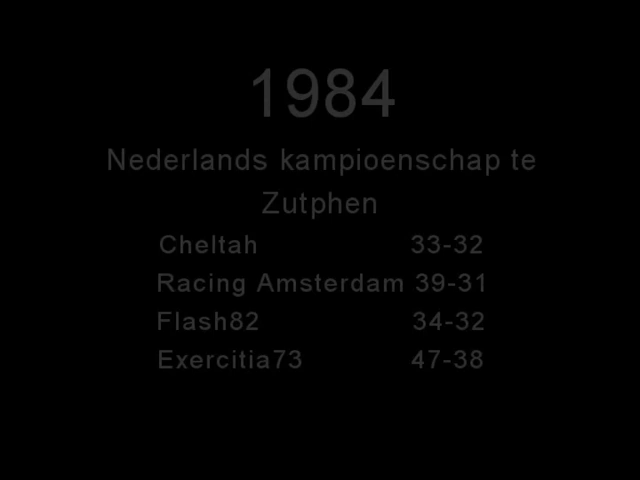 1984
Nederlands kampioenschap te
Zutphen
Cheltah 33-32
Racing Amsterdam 39-31
Flash82 34-32
Exercitia73 47-38